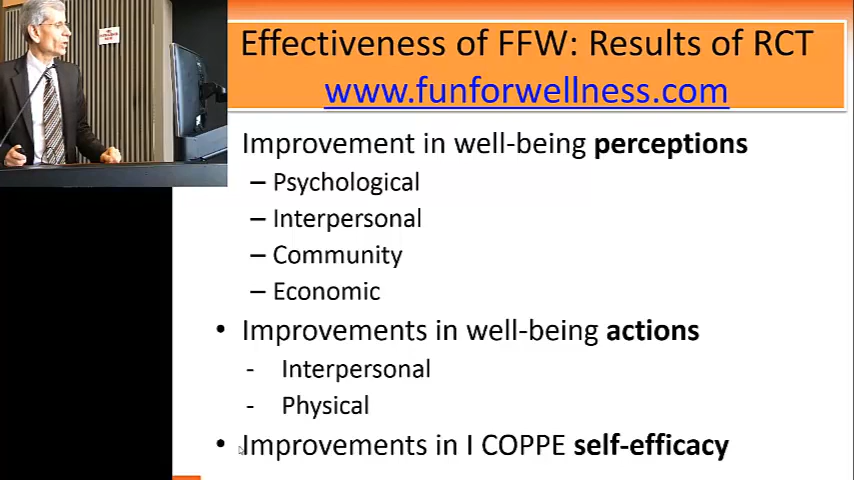 Effectiveness of FFW: Results of RCT
www.funforwellness.com
Improvement in well-being perceptions
– Psychological
– Interpersonal
– Community
– Economic
• Improvements in well-being actions
- Interpersonal
- Physical
• Improvements in I COPPE self-efficacy